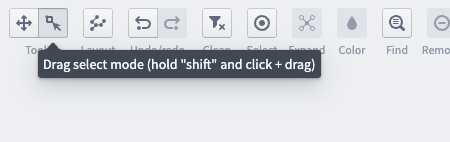 Layout Undo/redo Clean Select Expand Color Find
Drag select mode (hold "shift" and click + drag)